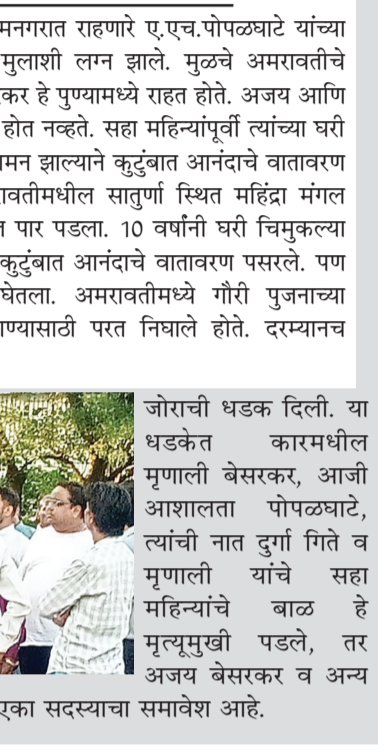 मनगरात राहणारे ए.एच.पोपळघाटे यांच्या
मुलाशी लग्न झाले. मुळचे अमरावतीचे
कर हे पुण्यामध्ये राहत होते. अजय आणि
होत नव्हते. सहा महिन्यांपूर्वी त्यांच्या घरी
मन झाल्याने कुटुंबात आनंदाचे वातावरण
ावतीमधील सातुर्णा स्थित महिंद्रा मंगल
पार पडला. 10 वर्षांनी घरी चिमुकल्या
कुटुंबात आनंदाचे वातावरण पसरले. पण
घेतला. अमरावतीमध्ये गौरी पुजनाच्या
ण्यासाठी परत निघाले होते. दरम्यानच
जोराची धडक दिली. या
धडकेत कारमधील
मृणाली बेसरकर, आजी
आशालता पोपळघाटे,
त्यांची नात दुर्गा गिते व
मृणाली यांचे सहा
महिन्यांचे बाळ हे
मृत्यूमुखी पडले, तर
अजय बेसरकर व अन्य
एका सदस्याचा समावेश आहे.